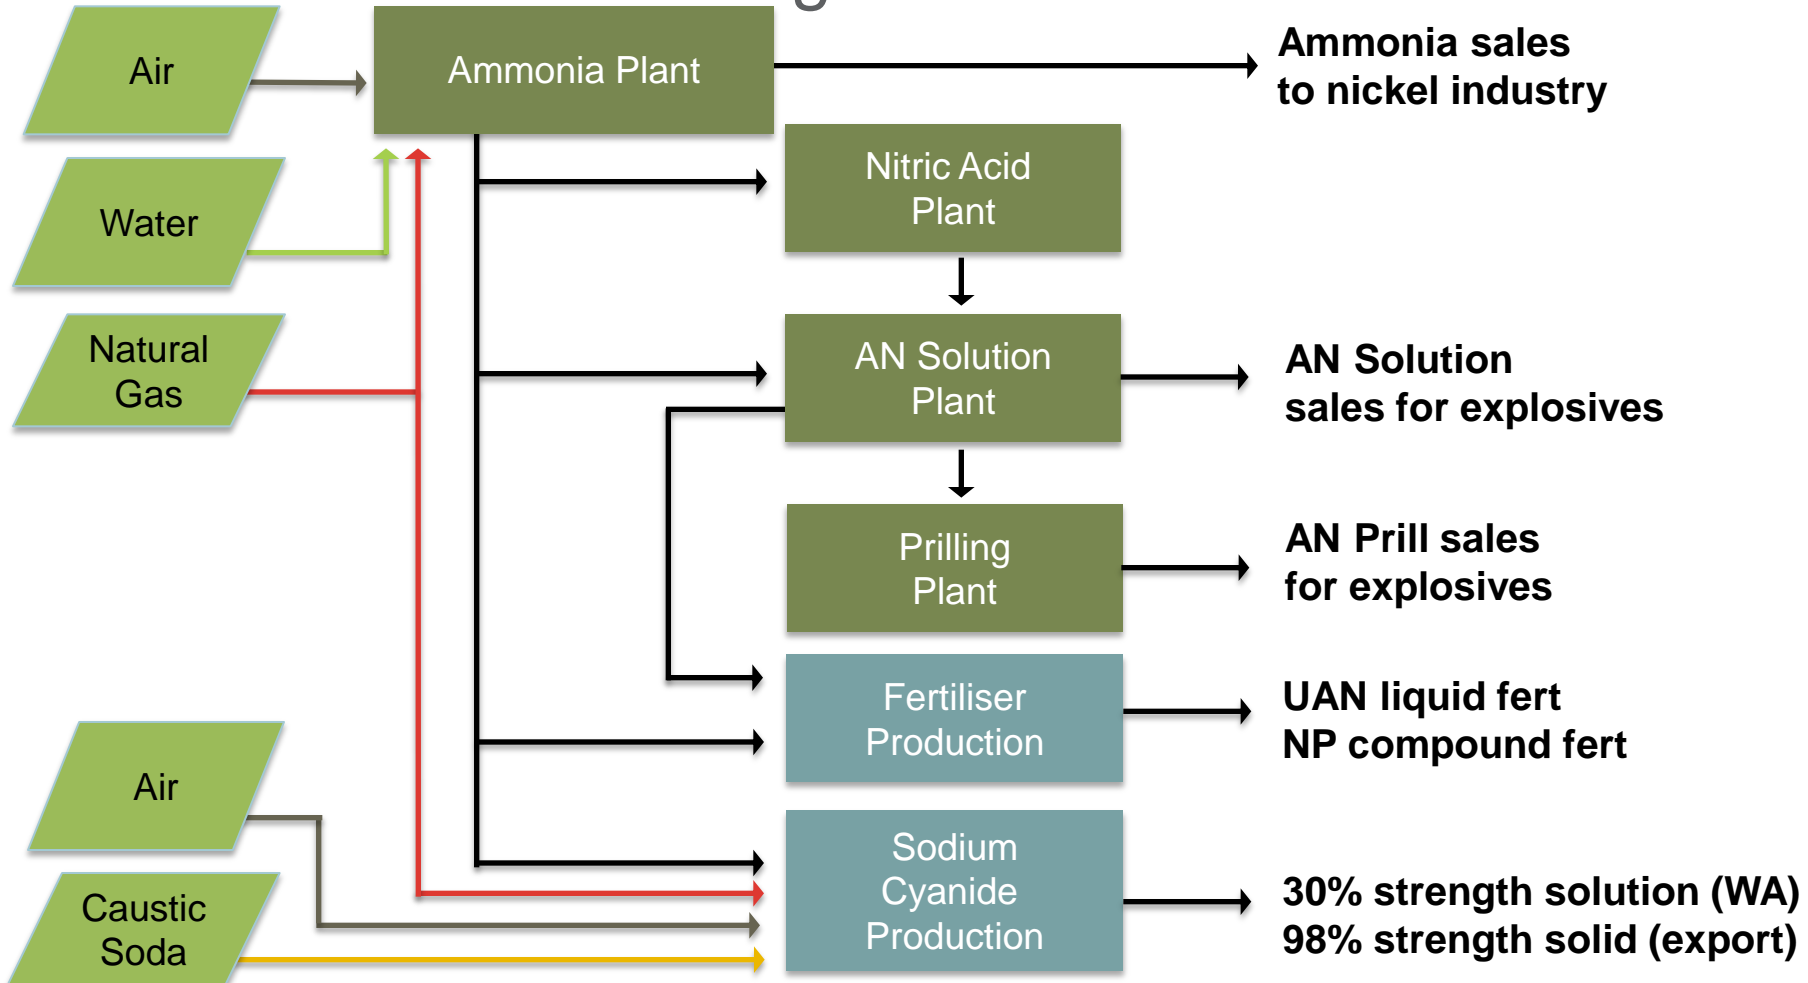 Air
Ammonia Plant
Ammonia sales
to nickel industry
Water
Nitric Acid
Plant
Natural
Gas
AN Solution
Plant
AN Solution
sales for explosives
Prilling
Plant
AN Prill sales
for explosives
Fertiliser
Production
UAN liquid fert
NP compound fert
Air
Caustic
Soda
Sodium
Cyanide
Production
30% strength solution (WA)
98% strength solid (export)